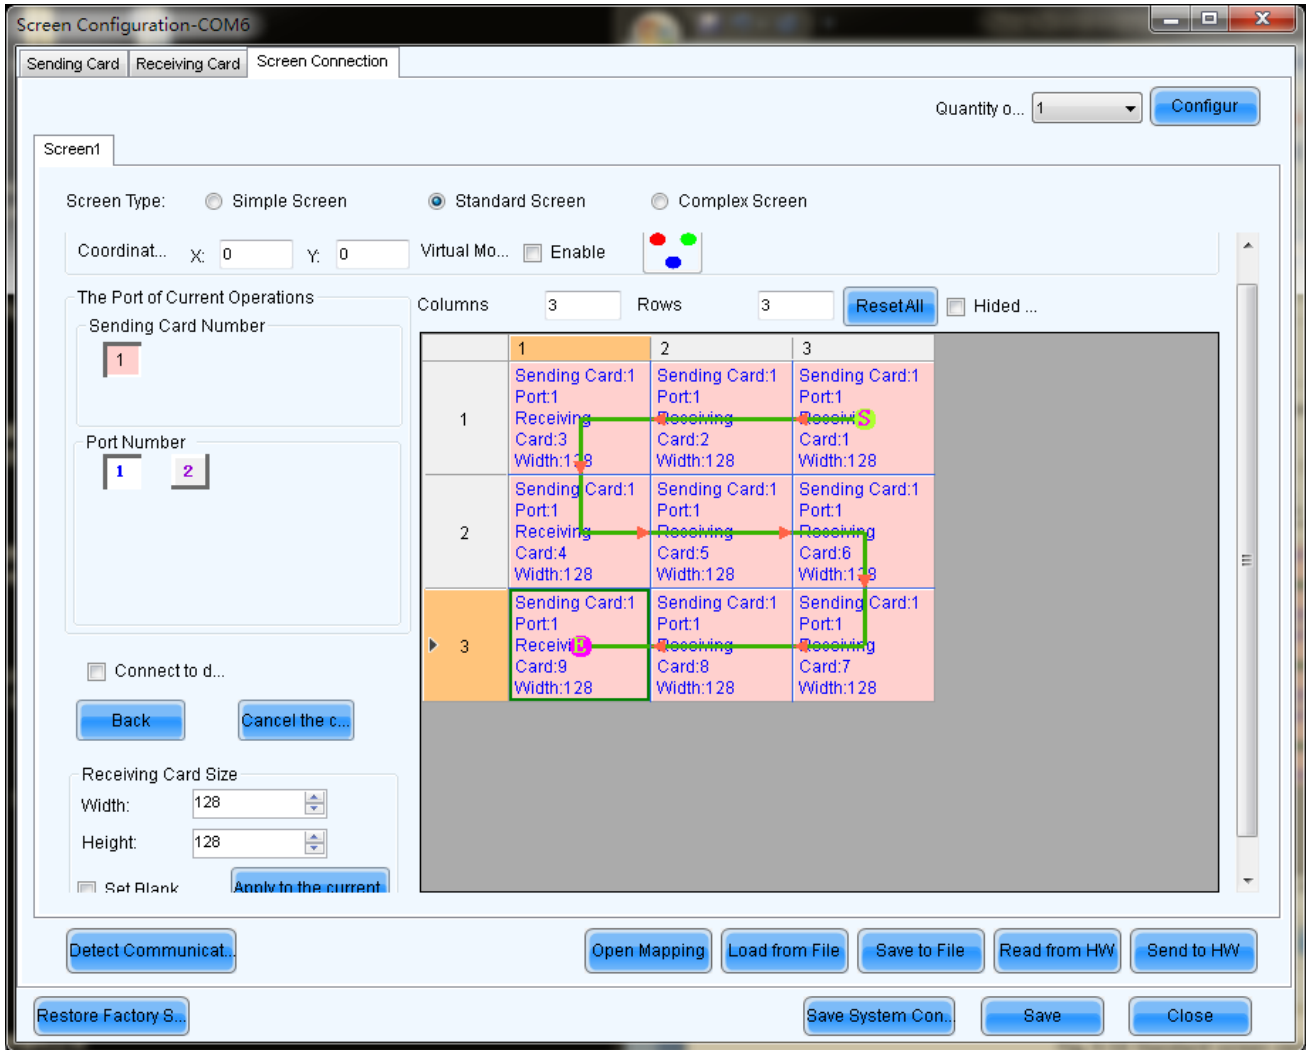 Screen Configuration-COM6
Sending Card Receiving Card Screen Connection
Quantity o... 1 Configur
Screen1
Screen Type: Simple Screen Standard Screen Complex Screen
Coordinat... X: 0 Y: 0 Virtual Mo... Enable
The Port of Current Operations
Columns 3 Rows 3 ResetAll Hided ...
Sending Card Number
1
1 2 3
Sending Card:1 Sending Card:1 Sending Card:1
Port:1 Port:1 Port:1
1 Receiving Receiving Receivi S
Card:3 Card:2 Card:1
Width:128 Width:128 Width:128
Port Number
1 2
Sending Card:1 Sending Card:1 Sending Card:1
Port:1 Port:1 Port:1
2 Receiving Receiving Receiving
Card:4 Card:5 Card:6
Width:128 Width:128 Width:128
Sending Card:1 Sending Card:1 Sending Card:1
Port:1 Port:1 Port:1
3 Receivi E Receiving Receiving
Card:9 Card:8 Card:7
Width:128 Width:128 Width:128
Connect to d...
Back Cancel the c...
Receiving Card Size
Width: 128
Height: 128
Set Blank Apply to the current
Detect Communicat... Open Mapping Load from File Save to File Read from HW Send to HW
Restore Factory S... Save System Con... Save Close